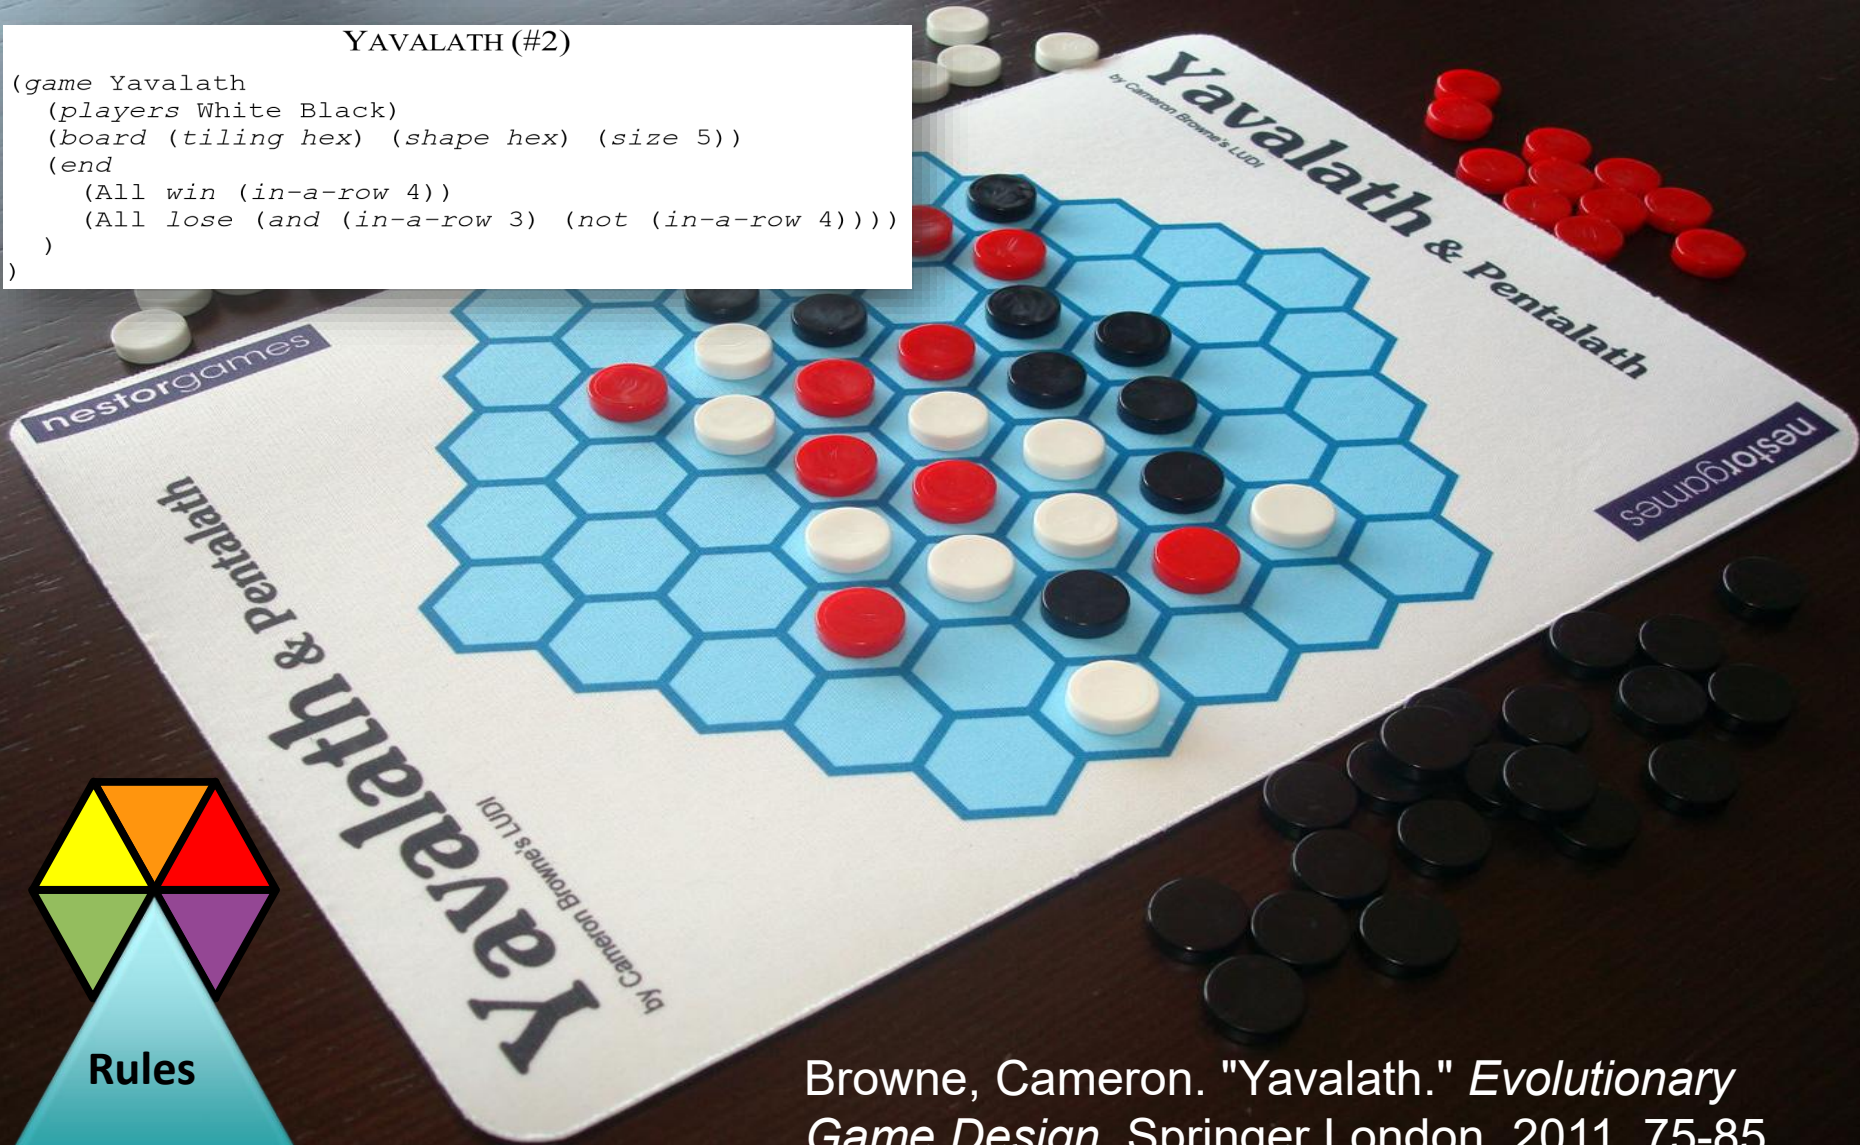 YAVALATH (#2)
(game Yavalath
(players White Black)
(board (tiling hex) (shape hex) (size 5))
(end
(All win (in-a-row 4))
(All lose (and (in-a-row 3) (not (in-a-row 4))))
)
)
Yavalath & Pentalath
by Cameron Browne's LUDI
nestorgames
nestorgames
Yavalath & Pentalath
by Cameron Browne's LUDI
Rules
Browne, Cameron. "Yavalath." Evolutionary
Game Design. Springer London, 2011. 75-85